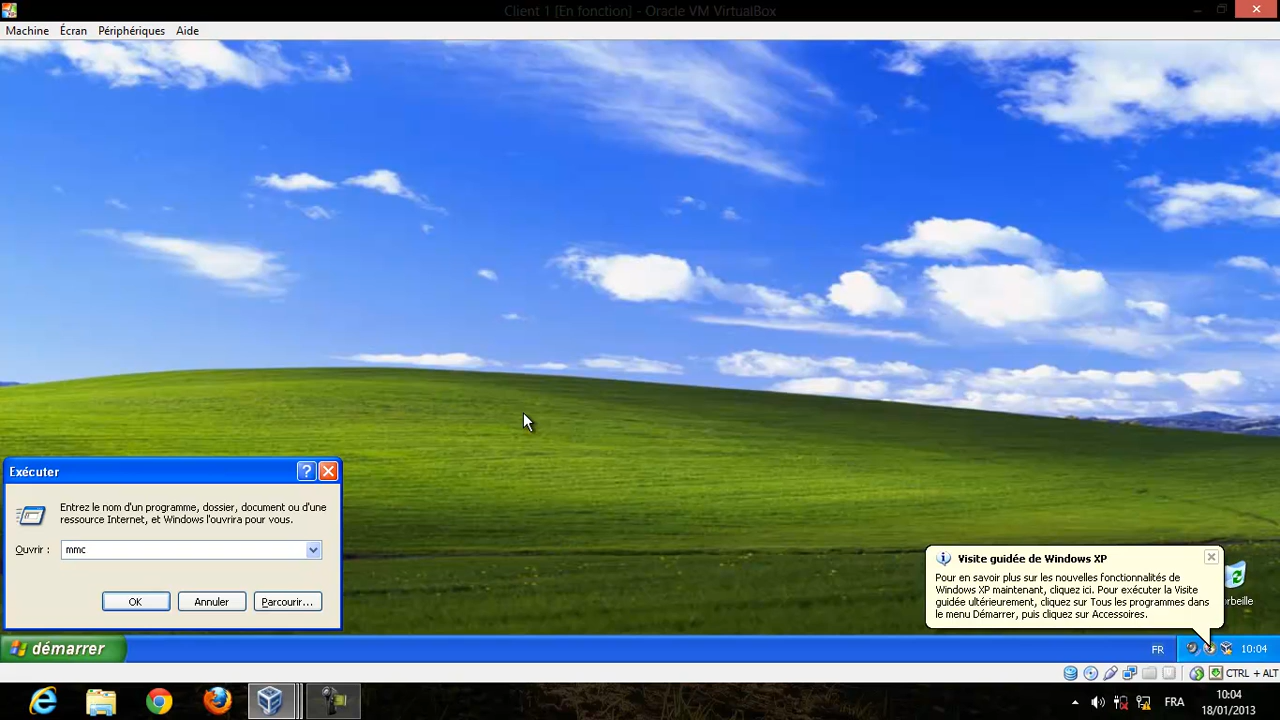 Client 1 [En fonction] - Oracle VM VirtualBox
Machine Écran Périphériques Aide
Exécuter
Entrez le nom d'un programme, dossier, document ou d'une
ressource Internet, et Windows l'ouvrira pour vous.
Ouvrir : mmc
OK Annuler Parcourir...
Visite guidée de Windows XP
Pour en savoir plus sur les nouvelles fonctionnalités de
Windows XP maintenant, cliquez ici. Pour exécuter la Visite
guidée ultérieurement, cliquez sur Tous les programmes dans
le menu Démarrer, puis cliquez sur Accessoires.
orbeille
démarrer FR 10:04
CTRL + ALT
FRA 10:04
18/01/2013